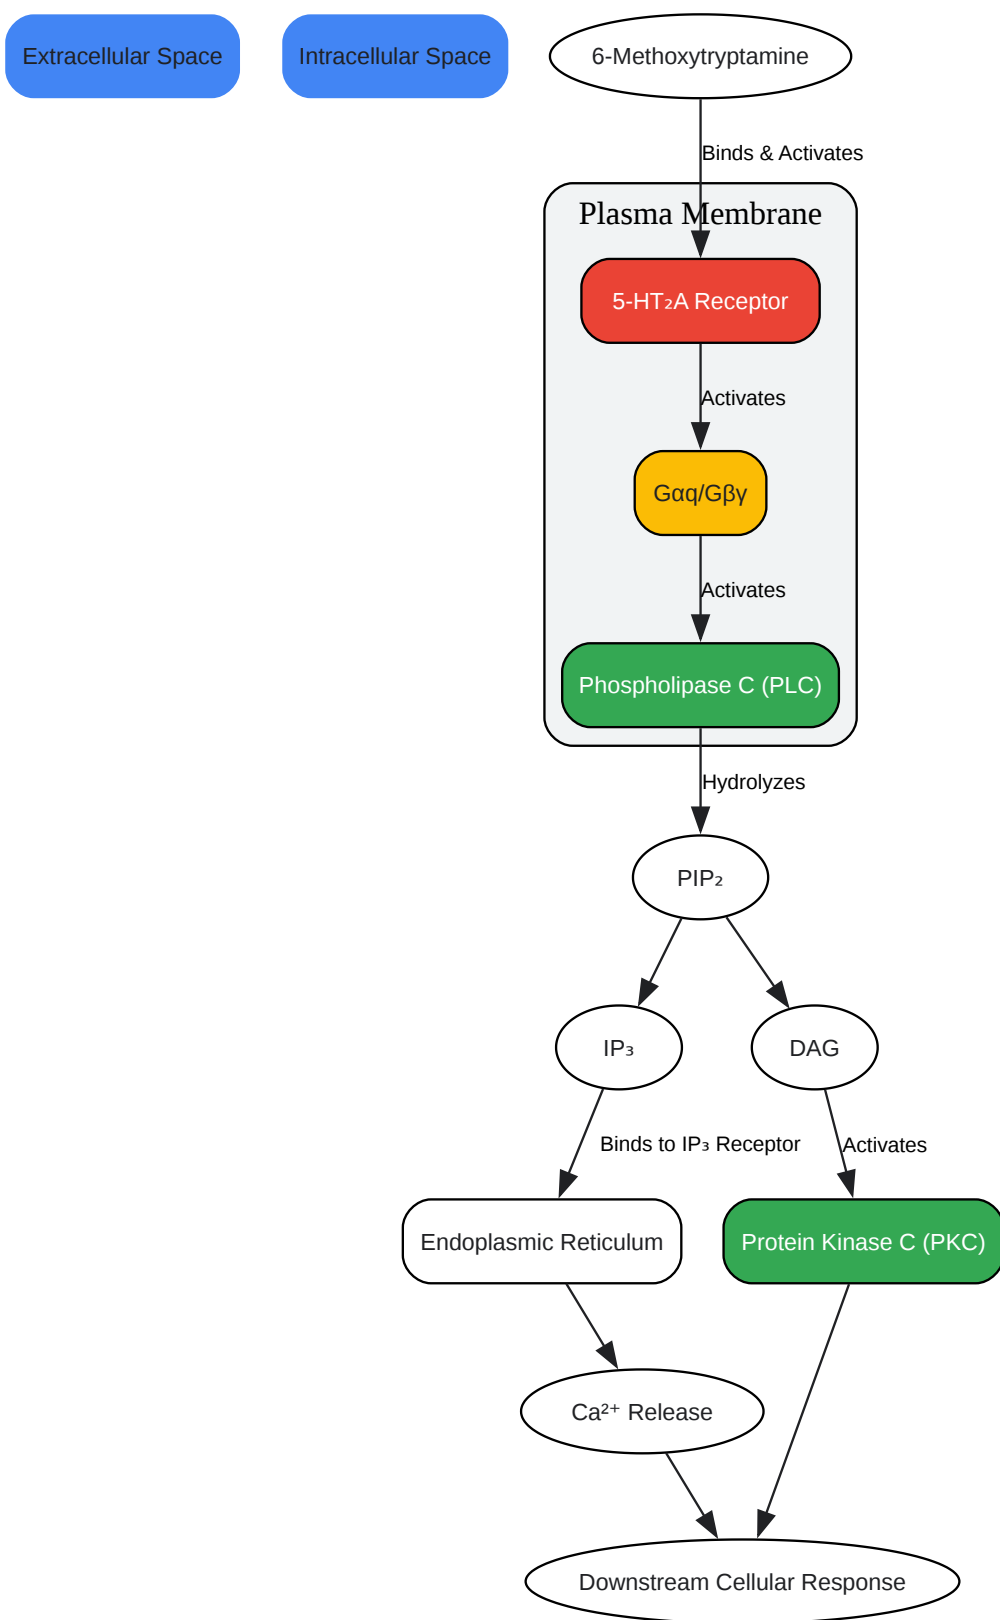 Extracellular Space
Intracellular Space
6-Methoxytryptamine
Binds & Activates
Plasma Membrane
5-HT₂A Receptor
Activates
Gαq/Gβγ
Activates
Phospholipase C (PLC)
Hydrolyzes
PIP₂
IP₃
DAG
Binds to IP₃ Receptor
Activates
Endoplasmic Reticulum
Protein Kinase C (PKC)
Ca²⁺ Release
Downstream Cellular Response